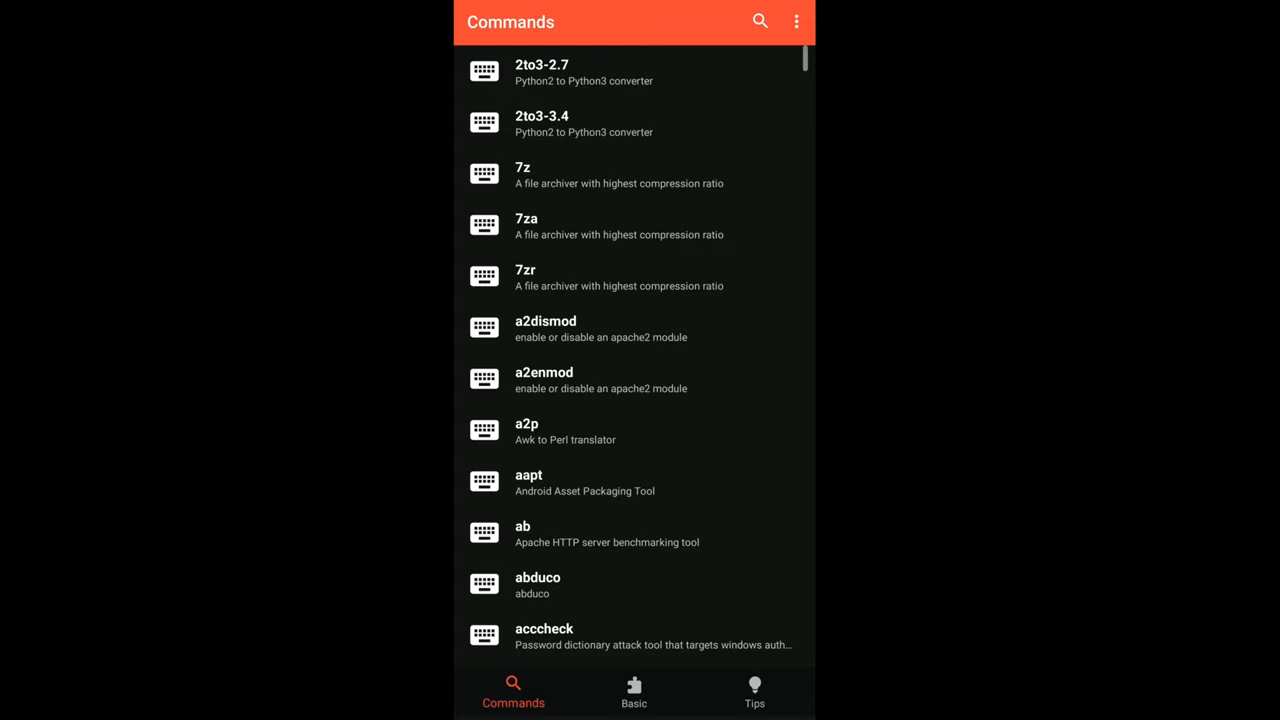 Commands
2to3-2.7
Python2 to Python3 converter
2to3-3.4
Python2 to Python3 converter
7z
A file archiver with highest compression ratio
7za
A file archiver with highest compression ratio
7zr
A file archiver with highest compression ratio
a2dismod
enable or disable an apache2 module
a2enmod
enable or disable an apache2 module
a2p
Awk to Perl translator
aapt
Android Asset Packaging Tool
ab
Apache HTTP server benchmarking tool
abduco
abduco
acccheck
Password dictionary attack tool that targets windows auth...
Commands
Basic
Tips